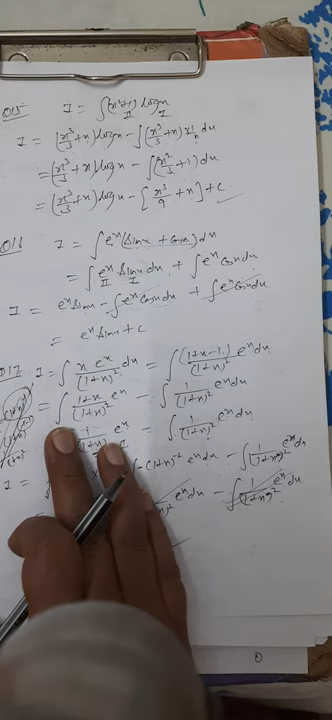 Q15 I = ∫(x²+1) log x
I = (x³/3 + x) log x − ∫(x³/3 + x) x 1/x dx
= (x³/3 + x) log x − ∫(x²/3 + 1) dx
= (x³/3 + x) log x − [x³/9 + x] + C
Q16 I = ∫eˣ(sin x + cos x) dx
= ∫eˣ sin x dx + ∫eˣ cos x dx
II I
I = eˣ sin x − ∫eˣ cos x dx + ∫eˣ cos x dx
= eˣ sin x + C
Q17 I = ∫ x eˣ/(1+x)² dx = ∫ (1+x−1)/(1+x)² eˣ dx
= ∫ 1+x/(1+x)² eˣ − ∫ 1/(1+x)² eˣ dx
(1+x) eˣ − ∫ 1/(1+x)² eˣ dx
I = −(1+x)⁻² eˣ dx − ∫ 1/(1+x)² eˣ dx
eˣ dx − ∫ 1/(1+x)² eˣ dx